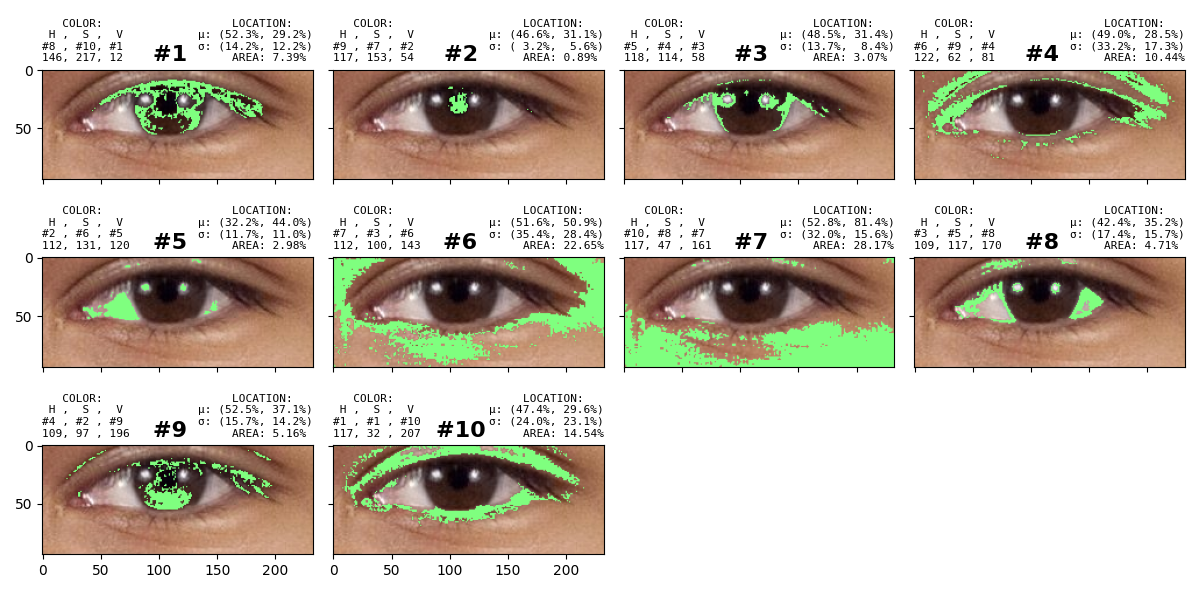 COLOR: LOCATION:
H , S , V μ: (52.3%, 29.2%)
#8 , #10, #1 #1 σ: (14.2%, 12.2%)
146, 217, 12 AREA: 7.39%
COLOR: LOCATION:
H , S , V μ: (46.6%, 31.1%)
#9 , #7 , #2 #2 σ: ( 3.2%, 5.6%)
117, 153, 54 AREA: 0.89%
COLOR: LOCATION:
H , S , V μ: (48.5%, 31.4%)
#5 , #4 , #3 #3 σ: (13.7%, 8.4%)
118, 114, 58 AREA: 3.07%
COLOR: LOCATION:
H , S , V μ: (49.0%, 28.5%)
#6 , #9 , #4 #4 σ: (33.2%, 17.3%)
122, 62 , 81 AREA: 10.44%
0
50
COLOR: LOCATION:
H , S , V μ: (32.2%, 44.0%)
#2 , #6 , #5 #5 σ: (11.7%, 11.0%)
112, 131, 120 AREA: 2.98%
COLOR: LOCATION:
H , S , V μ: (51.6%, 50.9%)
#7 , #3 , #6 #6 σ: (35.4%, 28.4%)
112, 100, 143 AREA: 22.65%
COLOR: LOCATION:
H , S , V μ: (52.8%, 81.4%)
#10, #8 , #7 #7 σ: (32.0%, 15.6%)
117, 47 , 161 AREA: 28.17%
COLOR: LOCATION:
H , S , V μ: (42.4%, 35.2%)
#3 , #5 , #8 #8 σ: (17.4%, 15.7%)
109, 117, 170 AREA: 4.71%
0
50
COLOR: LOCATION:
H , S , V μ: (52.5%, 37.1%)
#4 , #2 , #9 #9 σ: (15.7%, 14.2%)
109, 97 , 196 AREA: 5.16%
COLOR: LOCATION:
H , S , V μ: (47.4%, 29.6%)
#1 , #1 , #10 #10 σ: (24.0%, 23.1%)
117, 32 , 207 AREA: 14.54%
0
50
0 50 100 150 200
0 50 100 150 200